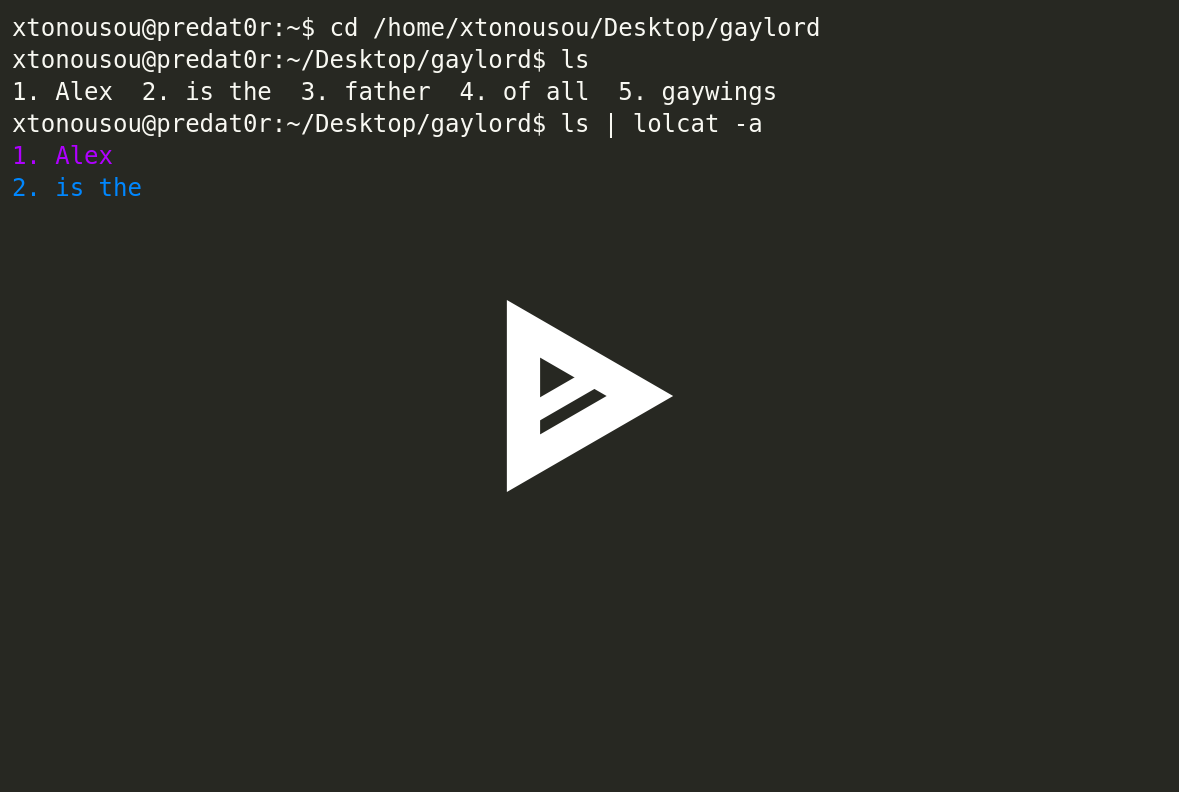 xtonousou@predat0r:~$ cd /home/xtonousou/Desktop/gaylord
xtonousou@predat0r:~/Desktop/gaylord$ ls
1. Alex  2. is the  3. father  4. of all  5. gaywings
xtonousou@predat0r:~/Desktop/gaylord$ ls | lolcat -a
1. Alex
2. is the